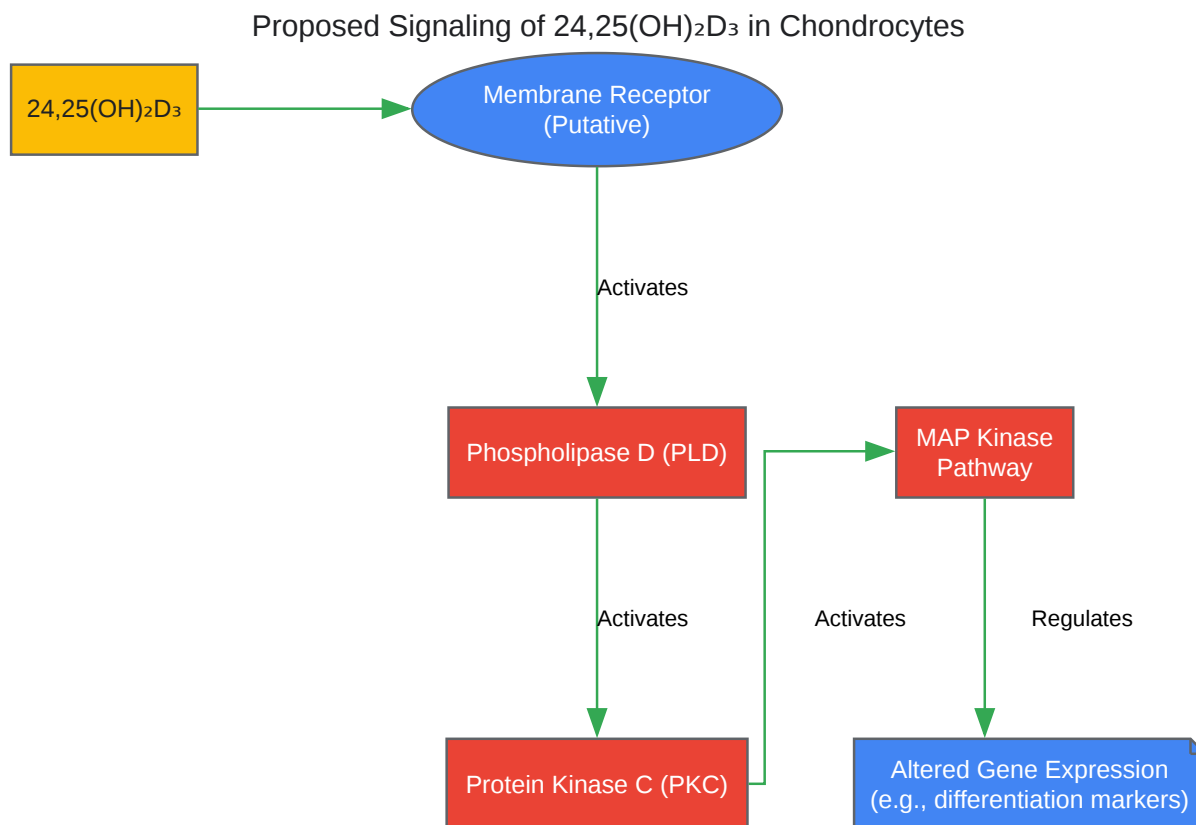 Proposed Signaling of 24,25(OH)₂D₃ in Chondrocytes
24,25(OH)₂D₃
Membrane Receptor
(Putative)
Activates
Phospholipase D (PLD)
MAP Kinase
Pathway
Activates
Activates
Regulates
Protein Kinase C (PKC)
Altered Gene Expression
(e.g., differentiation markers)